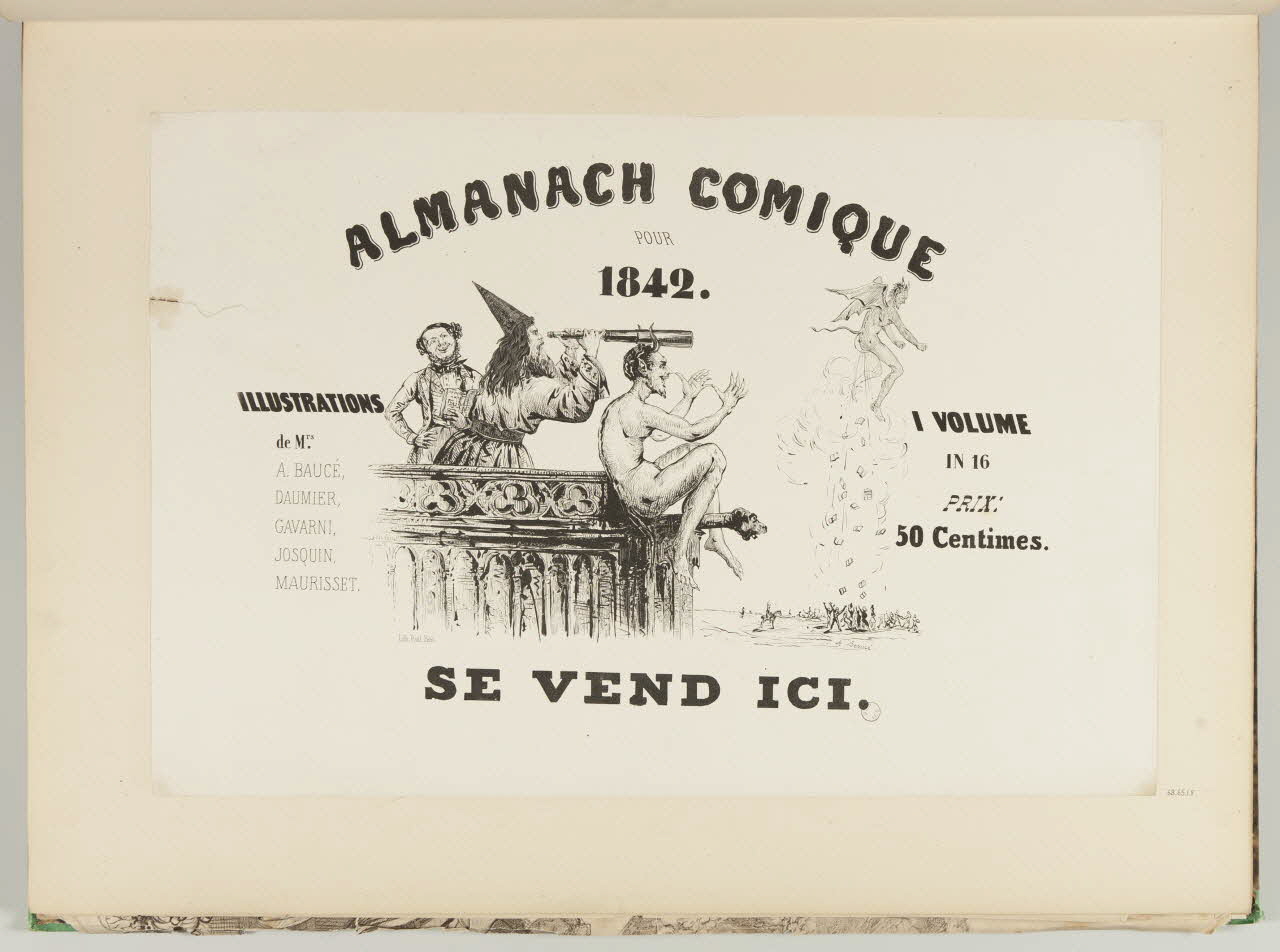 ALMANACH COMIQUE
POUR
1842.
ILLUSTRATIONS
de M.rs
A. BAUCÉ,
DAUMIER,
GAVARNI,
JOSQUIN,
MAURISSET.
I VOLUME
IN 16
PRIX:
50 Centimes.
SE VEND ICI.